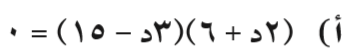 أ) (٢د + ٦)(٣د − ١٥) = ٠